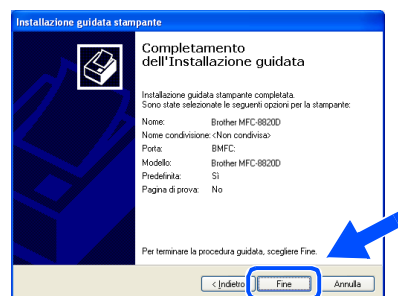 Installazione guidata stampante
Completamento
dell'Installazione guidata
Installazione guidata stampante completata.
Sono state selezionate le seguenti opzioni per la stampante:
Nome: Brother MFC-8820D
Nome condivisione: <Non condivisa>
Porta: BMFC:
Modello: Brother MFC-8820D
Predefinita: Sì
Pagina di prova: No
Per terminare la procedura guidata, scegliere Fine.
< Indietro Fine Annulla